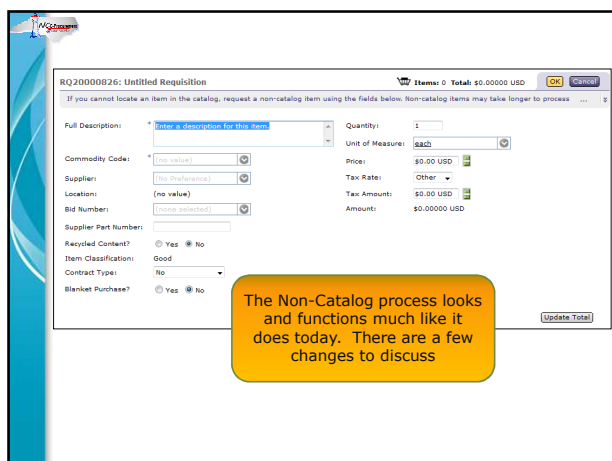 NC eProcurement
RQ20000826: Untitled Requisition
Items: 0 Total: $0.00000 USD
OK
Cancel
If you cannot locate an item in the catalog, request a non-catalog item using the fields below. Non-catalog items may take longer to process ...
Full Description: * Enter a description for this item.
Commodity Code: * (no value)
Supplier: (No Preference)
Location: (no value)
Bid Number: (none selected)
Supplier Part Number:
Recycled Content? Yes No
Item Classification: Good
Contract Type: No
Blanket Purchase? Yes No
Quantity: 1
Unit of Measure: each
Price: $0.00 USD
Tax Rate: Other
Tax Amount: $0.00 USD
Amount: $0.00000 USD
Update Total
The Non-Catalog process looks
and functions much like it
does today. There are a few
changes to discuss